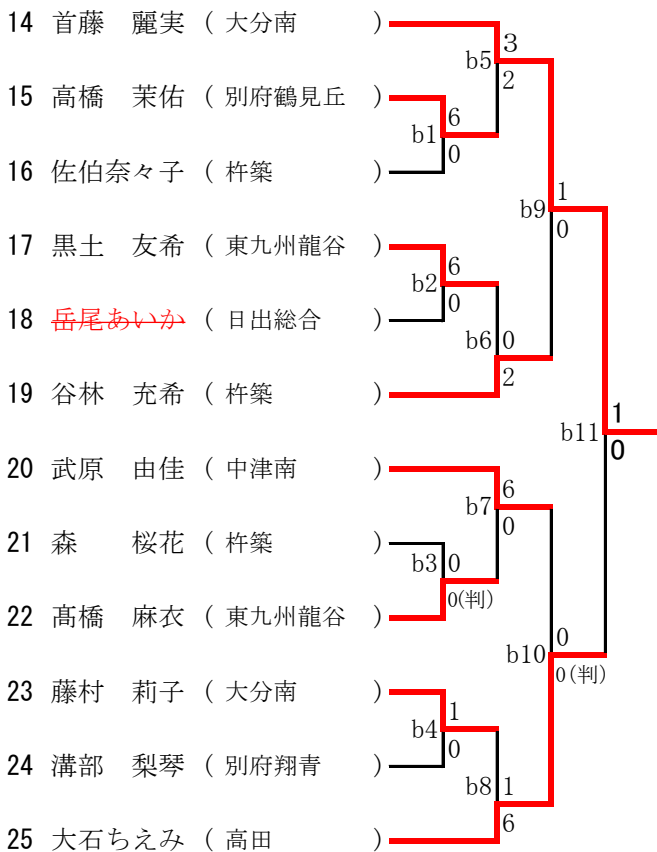 14 首藤　麗実 ( 大分南 )
3
b5
2
15 高橋　茉佑 ( 別府鶴見丘 )
6
b1
0
16 佐伯奈々子 ( 杵築 )
1
b9
0
17 黒土　友希 ( 東九州龍谷 )
6
b2
0
18 岳尾あいか ( 日出総合 )
b6 0
2
19 谷林　充希 ( 杵築 )
1
b11
0
20 武原　由佳 ( 中津南 )
6
b7
0
21 森　　桜花 ( 杵築 )
b3 0
0(判)
22 髙橋　麻衣 ( 東九州龍谷 )
0
b10
0(判)
23 藤村　莉子 ( 大分南 )
1
b4
0
24 溝部　梨琴 ( 別府翔青 )
b8 1
6
25 大石ちえみ ( 高田 )